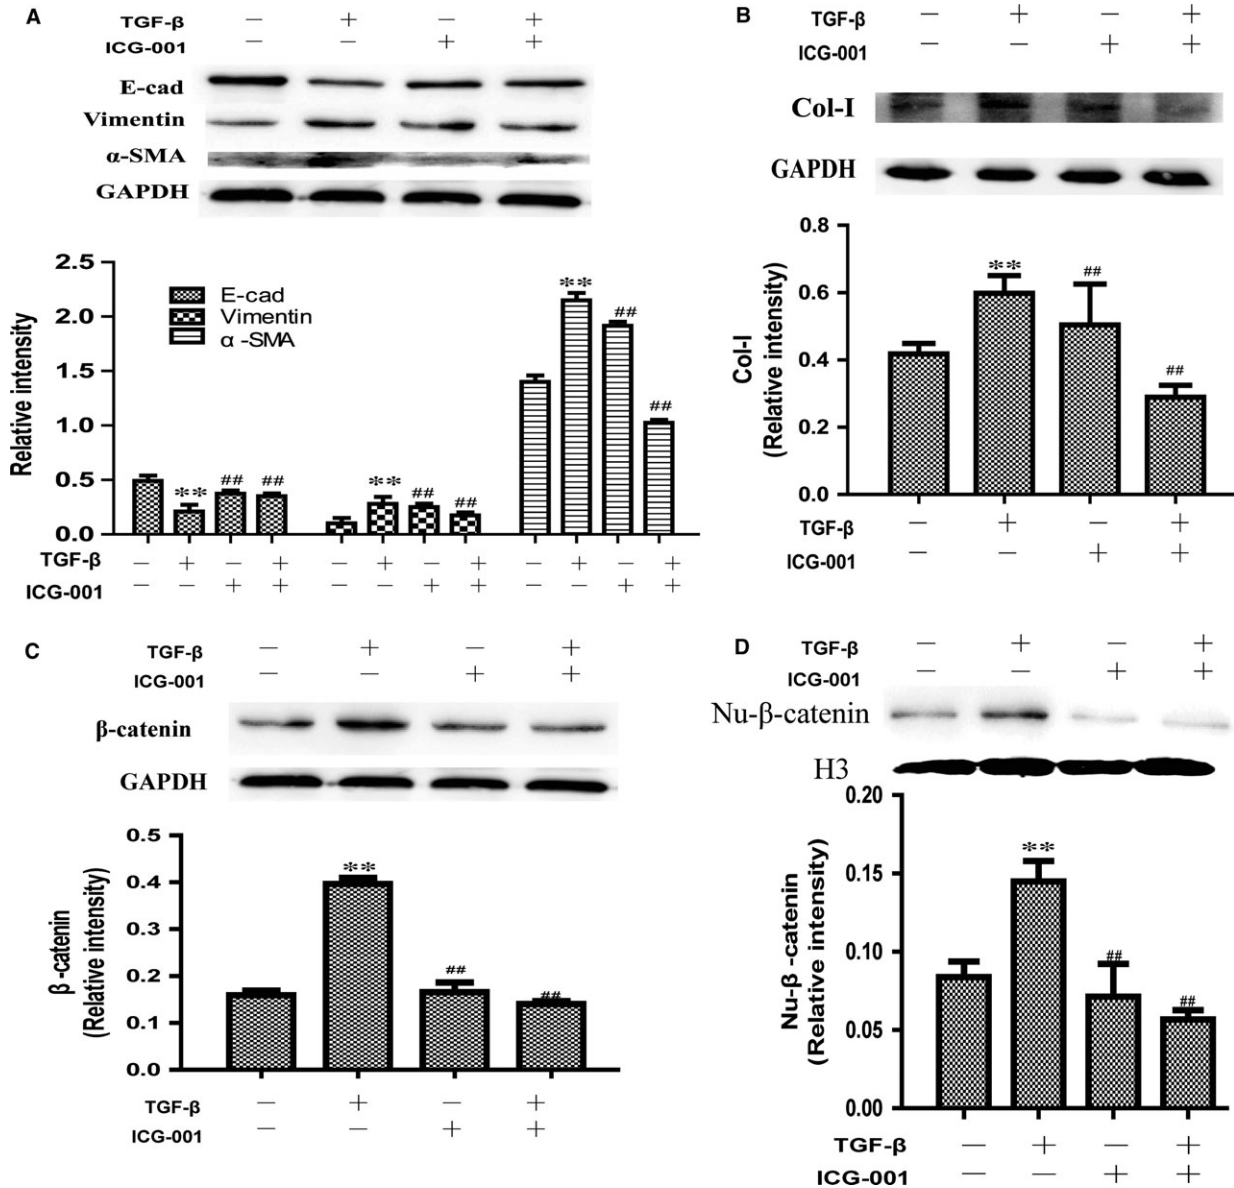 A
TGF-β − + − +
ICG-001 − − + +
E-cad
Vimentin
α-SMA
GAPDH
2.5
2.0
1.5
1.0
0.5
0.0
Relative intensity
E-cad
Vimentin
α -SMA
** ## ##
** ## ##
** ## ##
TGF-β − + − + − + − + − + − +
ICG-001 − − + + − − + + − − + +
B
TGF-β − + − +
ICG-001 − − + +
Col-I
GAPDH
0.8
0.6
0.4
0.2
0.0
Col-I
(Relative intensity)
** ## ##
TGF-β − + − +
ICG-001 − − + +
C
TGF-β − + − +
ICG-001 − − + +
β-catenin
GAPDH
0.5
0.4
0.3
0.2
0.1
0.0
β -catenin
(Relative intensity)
** ## ##
TGF-β − + − +
ICG-001 − − + +
D
TGF-β − + − +
ICG-001 − − + +
Nu-β-catenin
H3
0.20
0.15
0.10
0.05
0.00
Nu-β -catenin
(Relative intensity)
** ## ##
TGF-β − + − +
ICG-001 − − + +